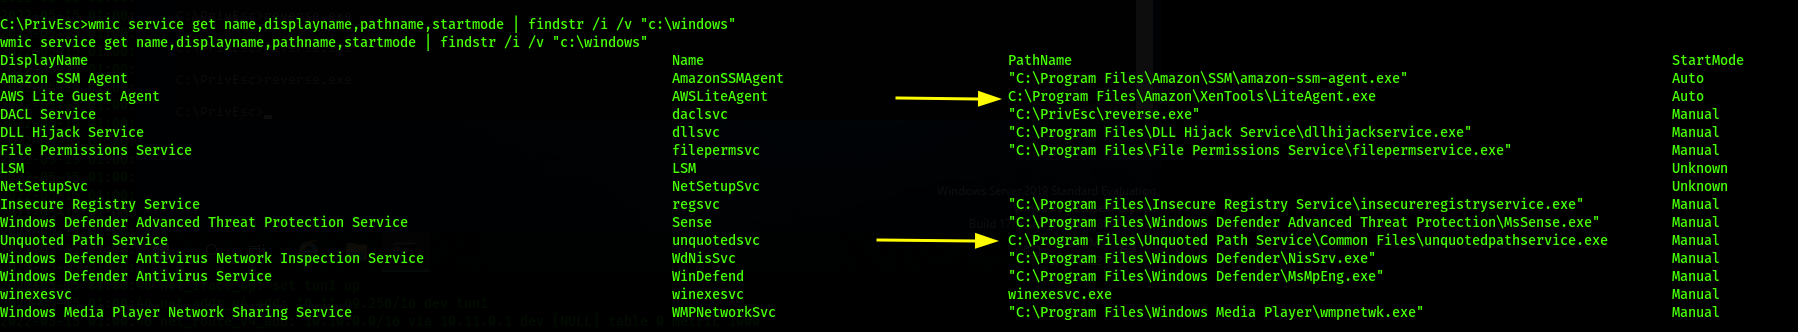 C:\PrivEsc>wmic service get name,displayname,pathname,startmode | findstr /i /v "c:\windows"
wmic service get name,displayname,pathname,startmode | findstr /i /v "c:\windows"
DisplayName Name PathName StartMode
Amazon SSM Agent AmazonSSMAgent "C:\Program Files\Amazon\SSM\amazon-ssm-agent.exe" Auto
AWS Lite Guest Agent AWSLiteAgent C:\Program Files\Amazon\XenTools\LiteAgent.exe Auto
DACL Service daclsvc "C:\PrivEsc\reverse.exe" Manual
DLL Hijack Service dllsvc "C:\Program Files\DLL Hijack Service\dllhijackservice.exe" Manual
File Permissions Service filepermsvc "C:\Program Files\File Permissions Service\filepermservice.exe" Manual
LSM LSM Unknown
NetSetupSvc NetSetupSvc Unknown
Insecure Registry Service regsvc "C:\Program Files\Insecure Registry Service\insecureregistryservice.exe" Manual
Windows Defender Advanced Threat Protection Service Sense "C:\Program Files\Windows Defender Advanced Threat Protection\MsSense.exe" Manual
Unquoted Path Service unquotedsvc C:\Program Files\Unquoted Path Service\Common Files\unquotedpathservice.exe Manual
Windows Defender Antivirus Network Inspection Service WdNisSvc "C:\Program Files\Windows Defender\NisSrv.exe" Manual
Windows Defender Antivirus Service WinDefend "C:\Program Files\Windows Defender\MsMpEng.exe" Manual
winexesvc winexesvc winexesvc.exe Manual
Windows Media Player Network Sharing Service WMPNetworkSvc "C:\Program Files\Windows Media Player\wmpnetwk.exe" Manual